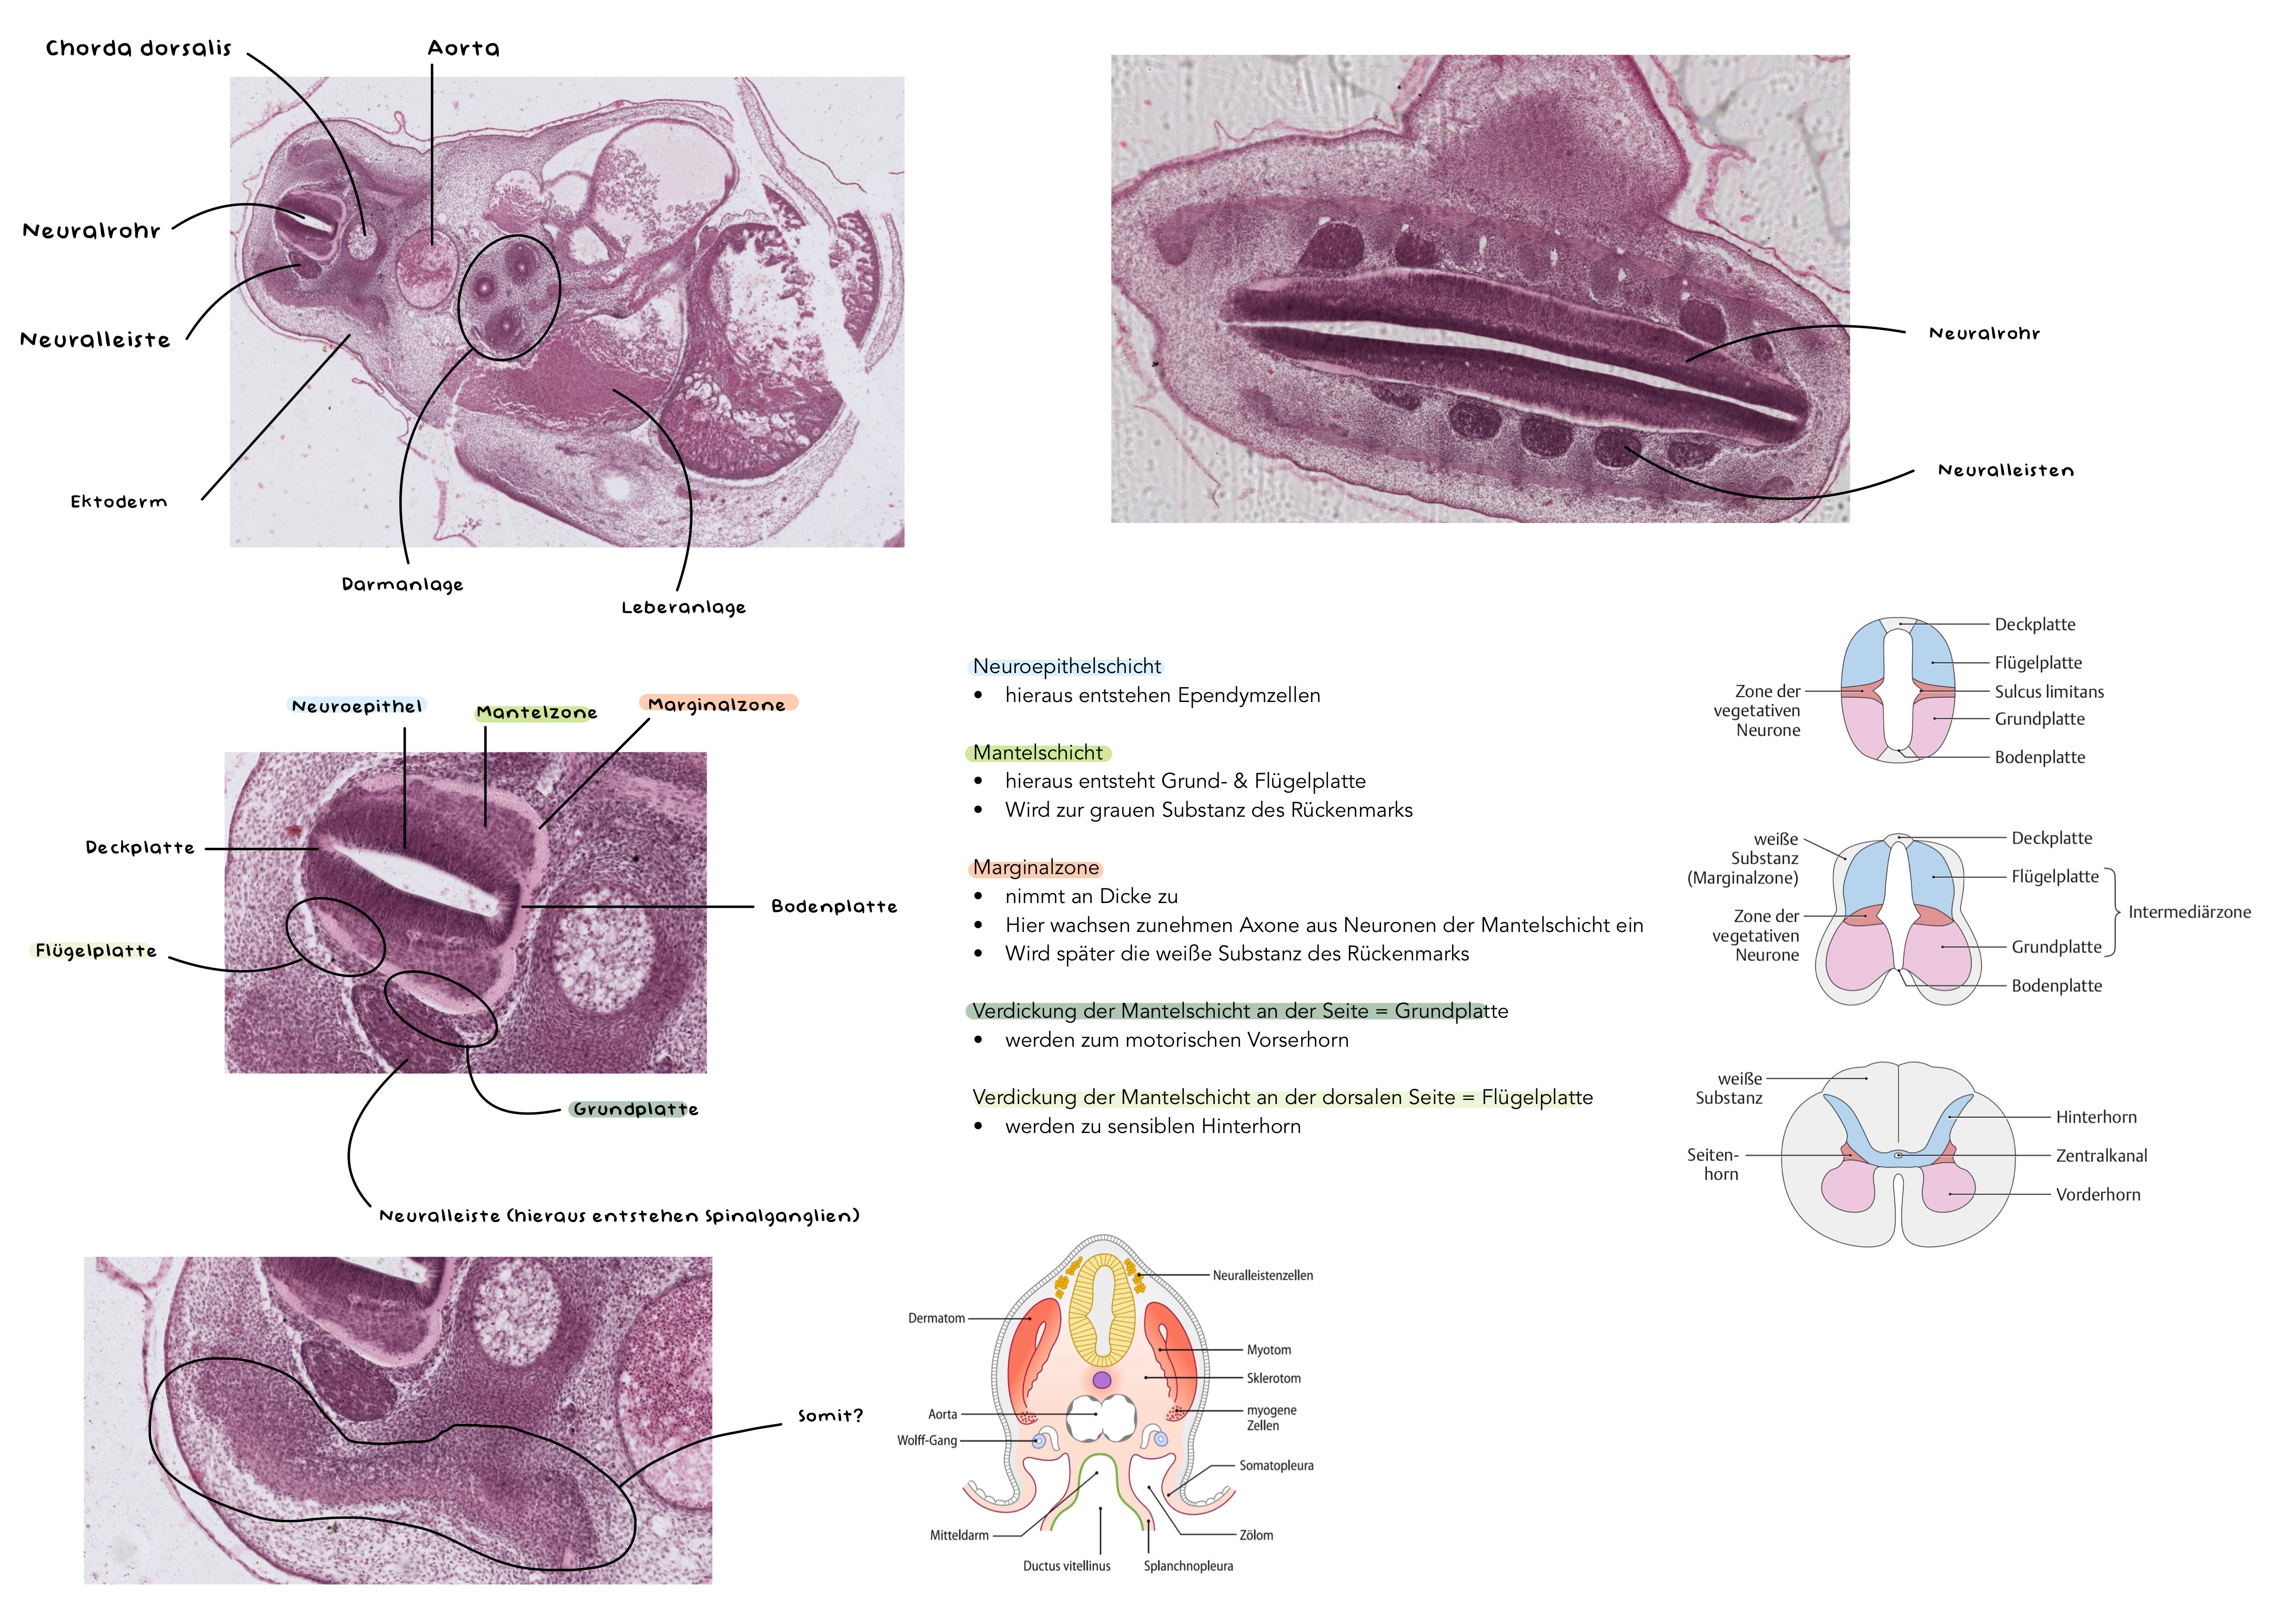 Chorda dorsalis
Aorta
Neuralrohr
Neuralleiste
Ektoderm
Darmanlage
Leberanlage
Neuralrohr
Neuralleisten
Neuroepithel
Mantelzone
Marginalzone
Deckplatte
Bodenplatte
Flügelplatte
Grundplatte
Neuralleiste (hieraus entstehen Spinalganglien)
Somit?
Neuroepithelschicht
• hieraus entstehen Ependymzellen
Mantelschicht
• hieraus entsteht Grund- & Flügelplatte
• Wird zur grauen Substanz des Rückenmarks
Marginalzone
• nimmt an Dicke zu
• Hier wachsen zunehmen Axone aus Neuronen der Mantelschicht ein
• Wird später die weiße Substanz des Rückenmarks
Verdickung der Mantelschicht an der Seite = Grundplatte
• werden zum motorischen Vorserhorn
Verdickung der Mantelschicht an der dorsalen Seite = Flügelplatte
• werden zu sensiblen Hinterhorn
Deckplatte
Flügelplatte
Zone der
vegetativen
Neurone
Sulcus limitans
Grundplatte
Bodenplatte
weiße
Substanz
(Marginalzone)
Deckplatte
Flügelplatte
Intermediärzone
Zone der
vegetativen
Neurone
Grundplatte
Bodenplatte
weiße
Substanz
Hinterhorn
Seiten-
horn
Zentralkanal
Vorderhorn
Neuralleistenzellen
Dermatom
Myotom
Sklerotom
Aorta
myogene
Zellen
Wolff-Gang
Somatopleura
Mitteldarm
Zölom
Ductus vitellinus
Splanchnopleura